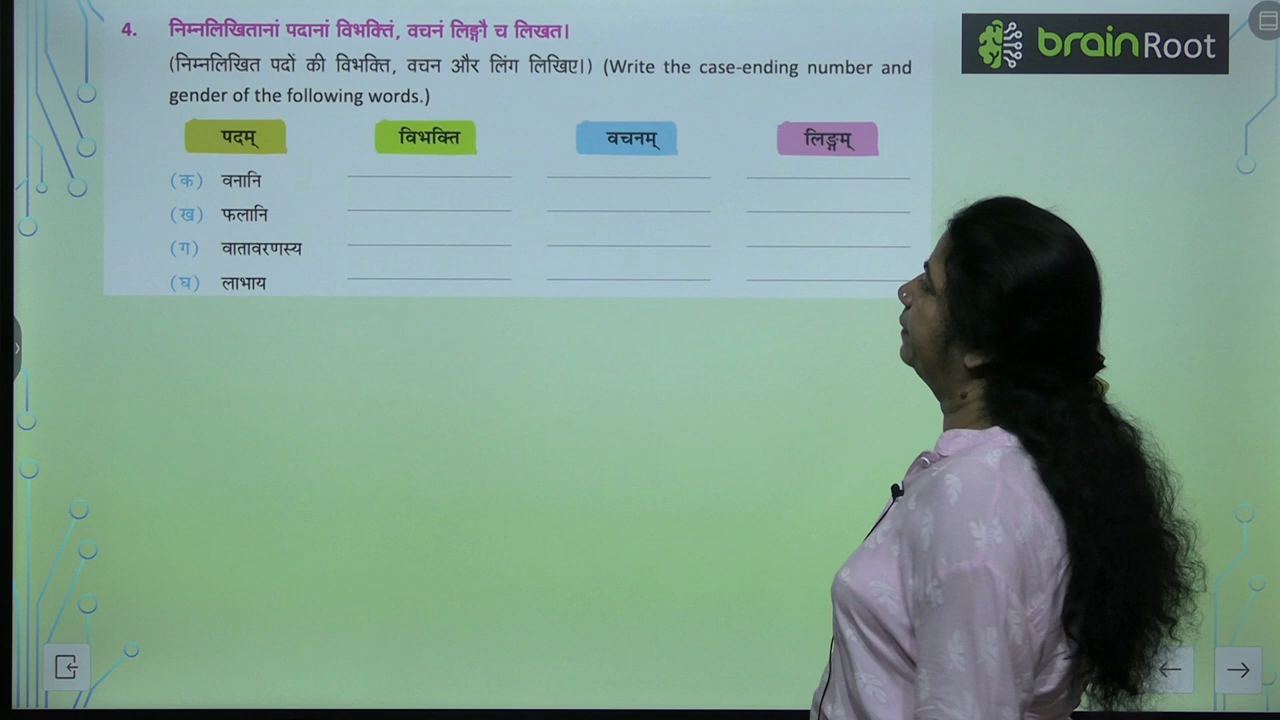 4. निम्नलिखितानां पदानां विभक्तिं, वचनं लिङ्गौ च लिखत।
brainRoot
(निम्नलिखित पदों की विभक्ति, वचन और लिंग लिखिए।) (Write the case-ending number and
gender of the following words.)
पदम् विभक्ति वचनम् लिङ्गम्
(क) वनानि
(ख) फलानि
(ग) वातावरणस्य
(घ) लाभाय